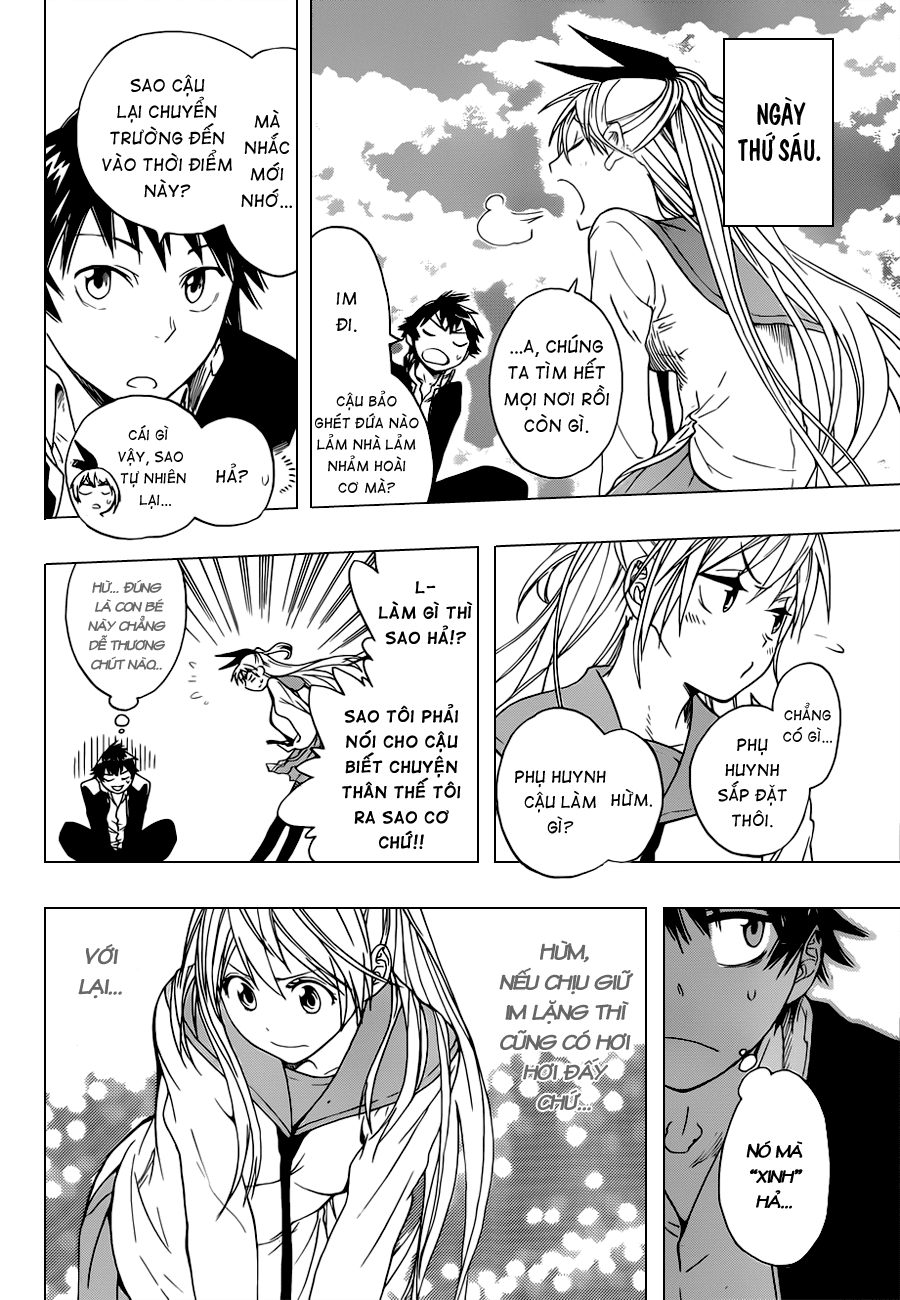 NGÀY
THỨ SÁU.
...A, CHÚNG
TA TÌM HẾT
MỌI NƠI RỒI
CÒN GÌ.
IM
ĐI.
CẬU BẢO
GHÉT ĐỨA NÀO
LẢM NHÀ LẢM
NHẢM HOÀI
CƠ MÀ?
MÀ
NHẮC
MỚI
NHỚ...
SAO CẬU
LẠI CHUYỂN
TRƯỜNG ĐẾN
VÀO THỜI ĐIỂM
NÀY?
HẢ?
CÁI GÌ
VẬY, SAO
TỰ NHIÊN
LẠI...
CHẲNG
CÓ GÌ...
PHỤ
HUYNH
SẮP ĐẶT
THÔI.
HỪM.
PHỤ HUYNH
CẬU LÀM
GÌ?
L-
LÀM GÌ THÌ
SAO HẢ!?
SAO TÔI PHẢI
NÓI CHO CẬU
BIẾT CHUYỆN
THÂN THẾ TÔI
RA SAO CƠ
CHỨ!!
HỪ... ĐÚNG
LÀ CON BÉ
NÀY CHẲNG
DỄ THƯƠNG
CHÚT NÀO...
NÓ MÀ
“XINH”
HẢ...
HỪM,
NẾU CHỊU GIỮ
IM LẶNG THÌ
CŨNG CÓ HƠI
HƠI ĐẤY
CHỨ...
VỚI
LẠI...